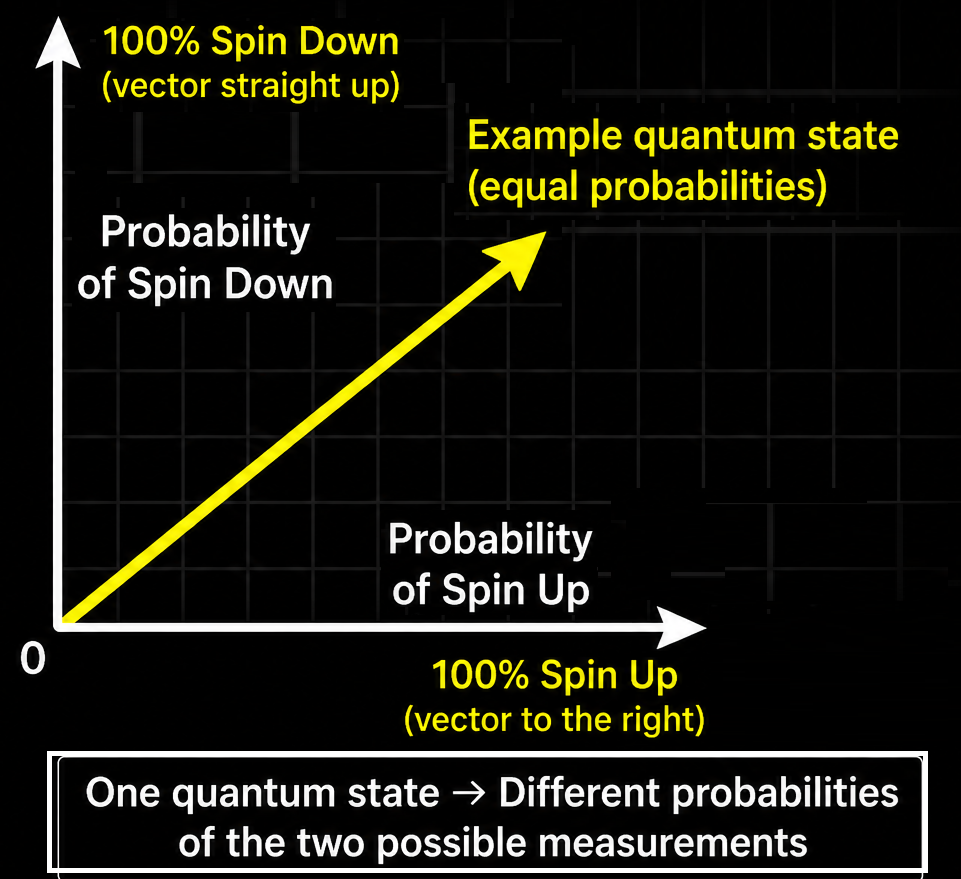 100% Spin Down
(vector straight up)
Example quantum state
(equal probabilities)
Probability
of Spin Down
Probability
of Spin Up
0
100% Spin Up
(vector to the right)
One quantum state → Different probabilities
of the two possible measurements